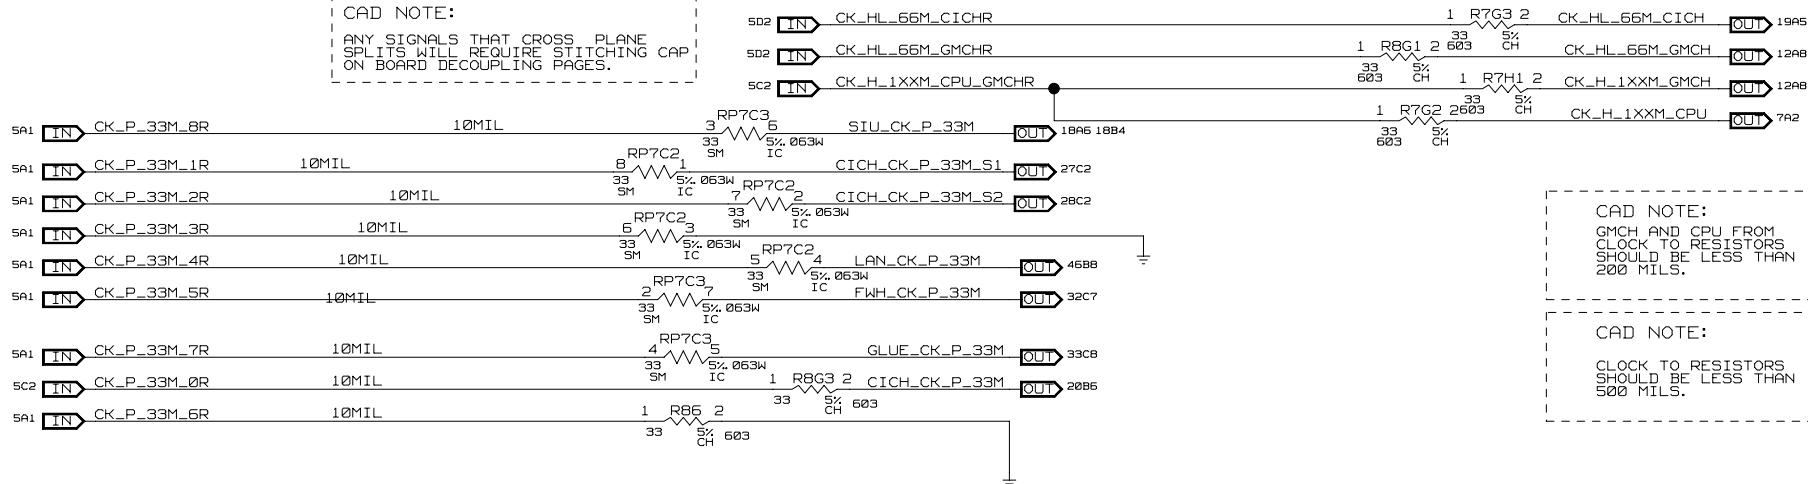 CAD NOTE:
ANY SIGNALS THAT CROSS PLANE
SPLITS WILL REQUIRE STITCHING CAP
ON BOARD DECOUPLING PAGES.
5D2 IN CK_HL_66M_CICHR 1 R7G3 2 CK_HL_66M_CICH OUT 19A5
33 5%
603 CH
5D2 IN CK_HL_66M_GMCHR 1 R8G1 2 CK_HL_66M_GMCH OUT 12A8
33 5%
603 CH
5C2 IN CK_H_1XXM_CPU_GMCHR 1 R7H1 2 CK_H_1XXM_GMCH OUT 12A8
33 5%
603 CH
1 R7G2 2 CK_H_1XXM_CPU OUT 7A2
33 5%
603 CH
RP7C3
5A1 IN CK_P_33M_8R 10MIL 3 6 SIU_CK_P_33M OUT 18A6 18B4
33 5%.063W
SM IC
RP7C2
5A1 IN CK_P_33M_1R 10MIL 8 1 CICH_CK_P_33M_S1 OUT 27C2
33 5%.063W
SM IC
RP7C2
5A1 IN CK_P_33M_2R 10MIL 7 2 CICH_CK_P_33M_S2 OUT 28C2
33 5%.063W
SM IC
RP7C2
5A1 IN CK_P_33M_3R 10MIL 6 3
33 5%.063W
SM IC
RP7C2
5A1 IN CK_P_33M_4R 10MIL 5 4 LAN_CK_P_33M OUT 46B8
33 5%.063W
SM IC
RP7C3
5A1 IN CK_P_33M_5R 10MIL 2 7 FWH_CK_P_33M OUT 32C7
33 5%.063W
SM IC
RP7C3
5A1 IN CK_P_33M_7R 10MIL 4 5 GLUE_CK_P_33M OUT 33C8
33 5%.063W
SM IC
5C2 IN CK_P_33M_0R 10MIL 1 R8G3 2 CICH_CK_P_33M OUT 20B6
33 5% 603
CH
5A1 IN CK_P_33M_6R 10MIL 1 R86 2
33 5% 603
CH
CAD NOTE:
GMCH AND CPU FROM
CLOCK TO RESISTORS
SHOULD BE LESS THAN
200 MILS.
CAD NOTE:
CLOCK TO RESISTORS
SHOULD BE LESS THAN
500 MILS.